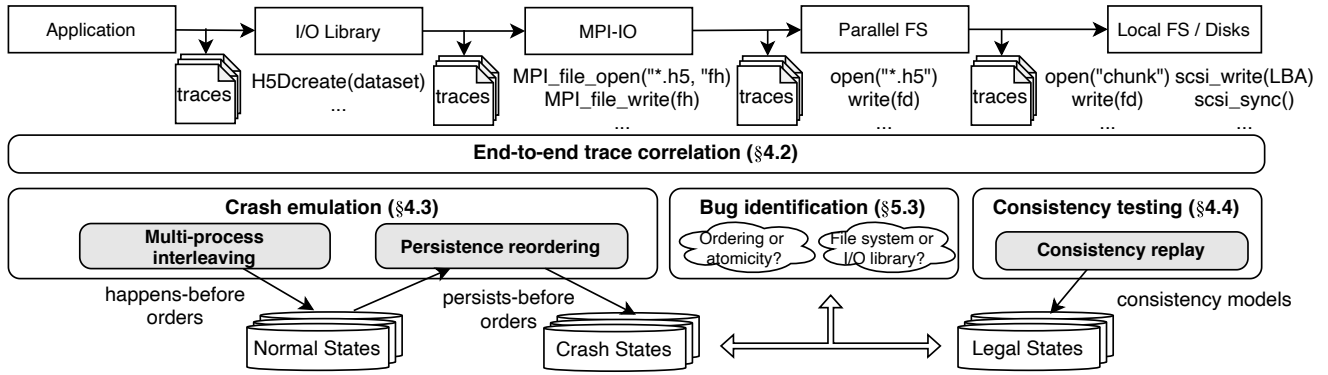 Application
I/O Library
MPI-IO
Parallel FS
Local FS / Disks
traces
H5Dcreate(dataset)
...
traces
MPI_file_open("*.h5, "fh)
MPI_file_write(fh)
...
traces
open("*.h5")
write(fd)
...
traces
open("chunk")
write(fd)
...
scsi_write(LBA)
scsi_sync()
...
End-to-end trace correlation (§4.2)
Crash emulation (§4.3)
Multi-process
interleaving
Persistence reordering
happens-before
orders
persists-before
orders
Normal States
Crash States
Bug identification (§5.3)
Ordering or
atomicity?
File system or
I/O library?
Consistency testing (§4.4)
Consistency replay
consistency models
Legal States